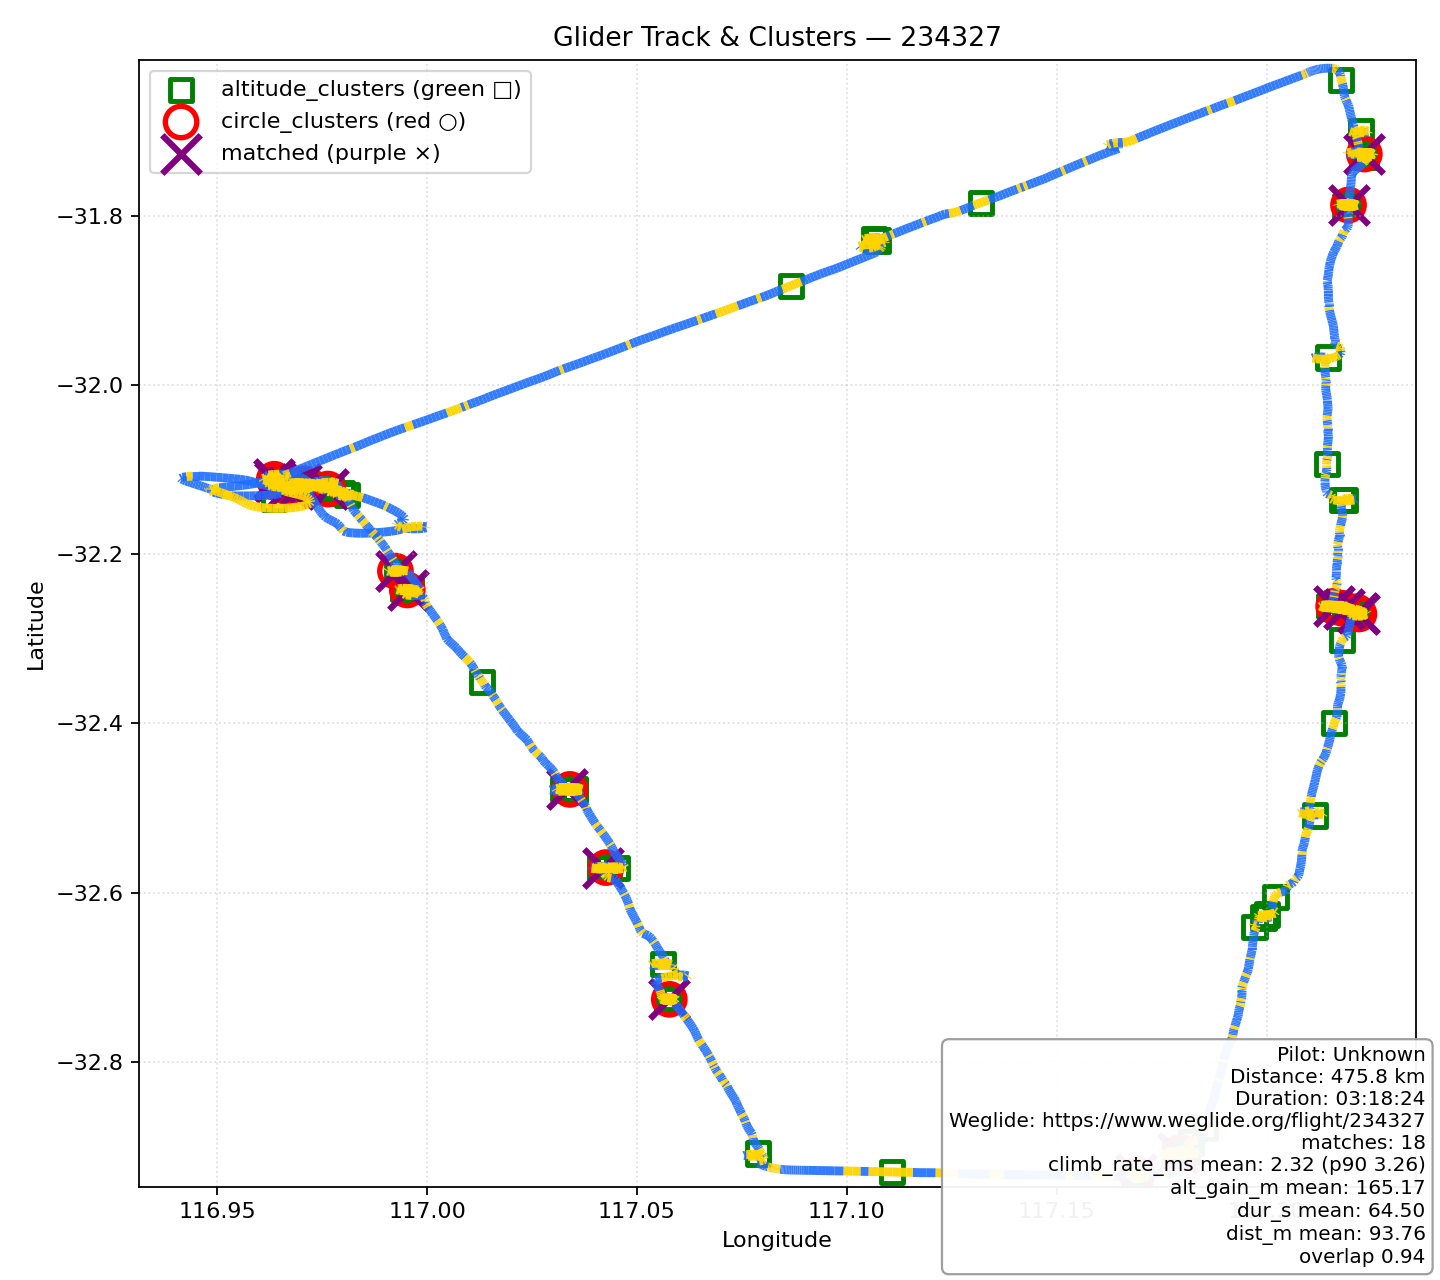 Glider Track & Clusters — 234327
altitude_clusters (green □)
circle_clusters (red ○)
matched (purple ×)
Latitude
−31.8
−32.0
−32.2
−32.4
−32.6
−32.8
116.95
117.00
117.05
117.10
117.15
Longitude
Pilot: Unknown
Distance: 475.8 km
Duration: 03:18:24
Weglide: https://www.weglide.org/flight/234327
matches: 18
climb_rate_ms mean: 2.32 (p90 3.26)
alt_gain_m mean: 165.17
dur_s mean: 64.50
dist_m mean: 93.76
overlap 0.94